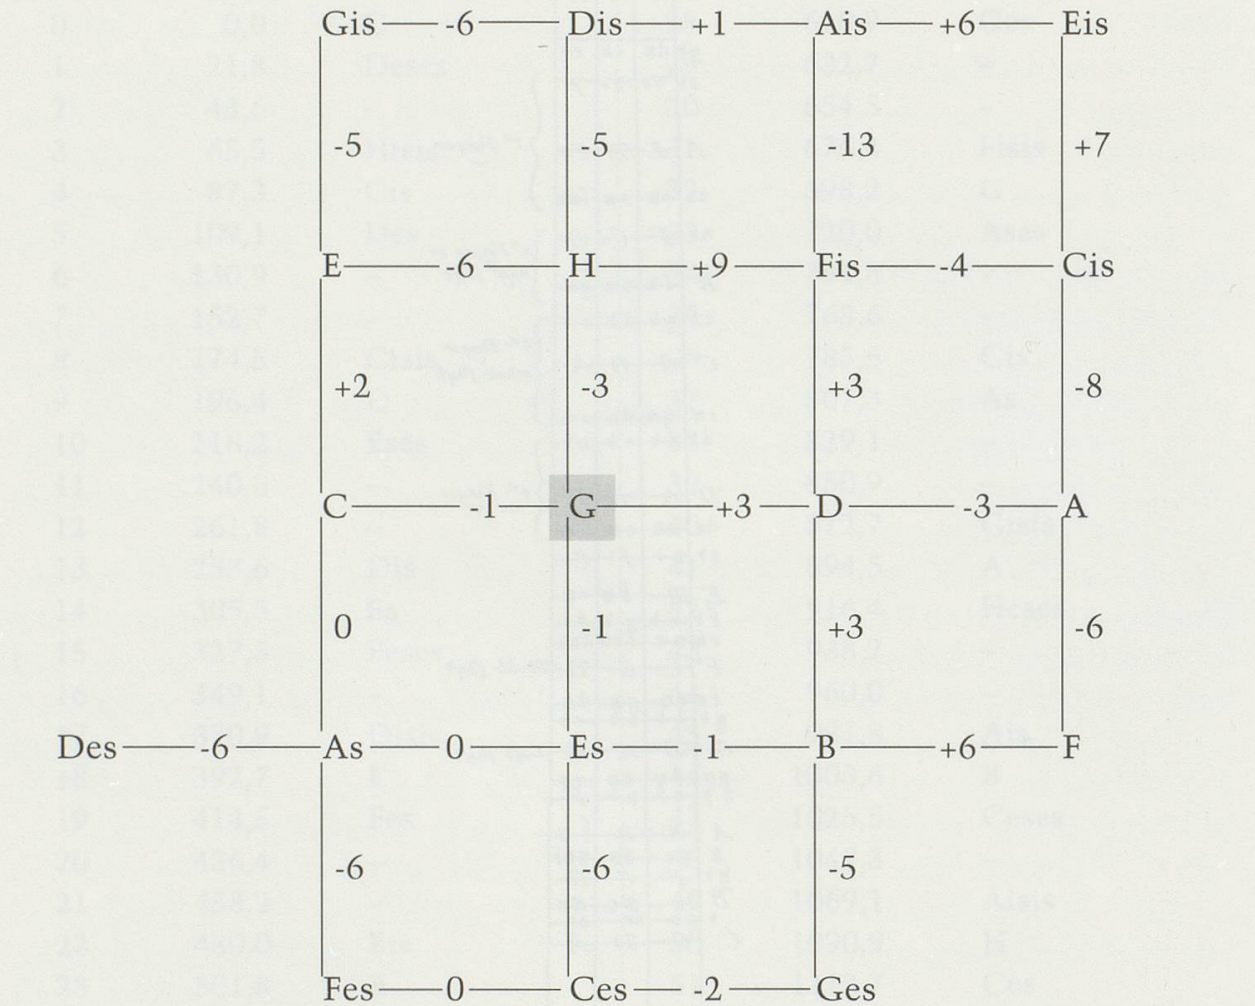 Gis -6 Dis +1 Ais +6 Eis
-5 -5 -13 +7
E -6 H +9 Fis -4 Cis
+2 -3 +3 -8
C -1 G +3 D -3 A
0 -1 +3 -6
Des -6 As 0 Es -1 B +6 F
-6 -6 -5
Fes 0 Ces -2 Ges